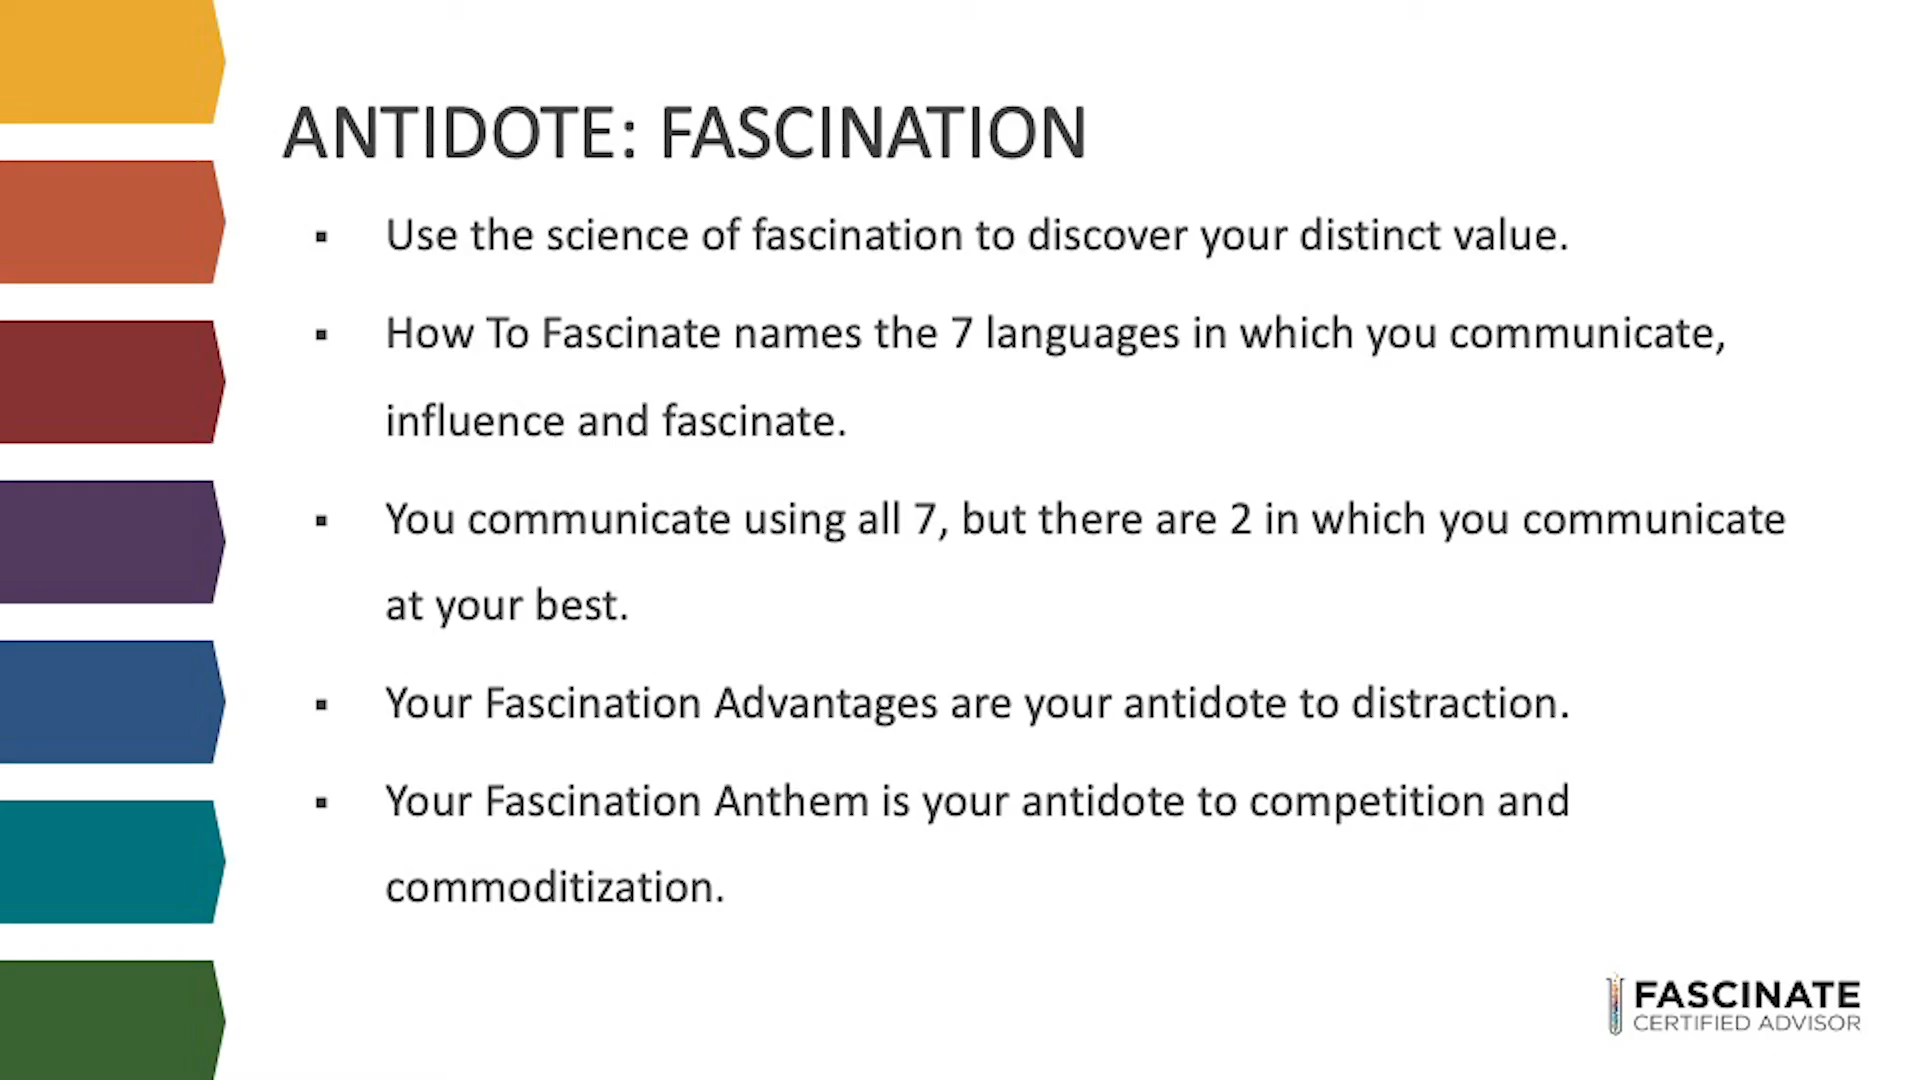 ANTIDOTE: FASCINATION
▪ Use the science of fascination to discover your distinct value.
▪ How To Fascinate names the 7 languages in which you communicate,
influence and fascinate.
▪ You communicate using all 7, but there are 2 in which you communicate
at your best.
▪ Your Fascination Advantages are your antidote to distraction.
▪ Your Fascination Anthem is your antidote to competition and
commoditization.
FASCINATE
CERTIFIED ADVISOR